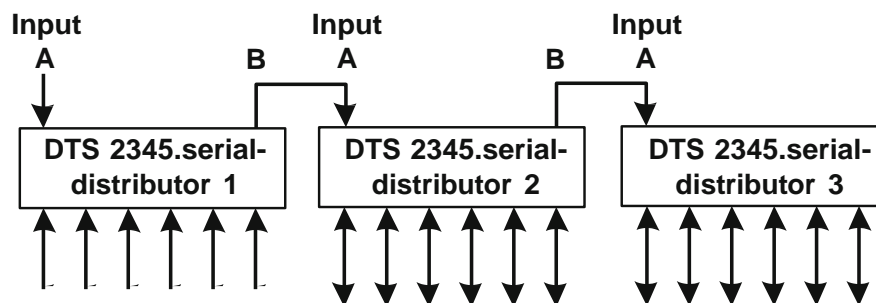 Input Input Input
A B A B A
DTS 2345.serial-
distributor 1
DTS 2345.serial-
distributor 2
DTS 2345.serial-
distributor 3